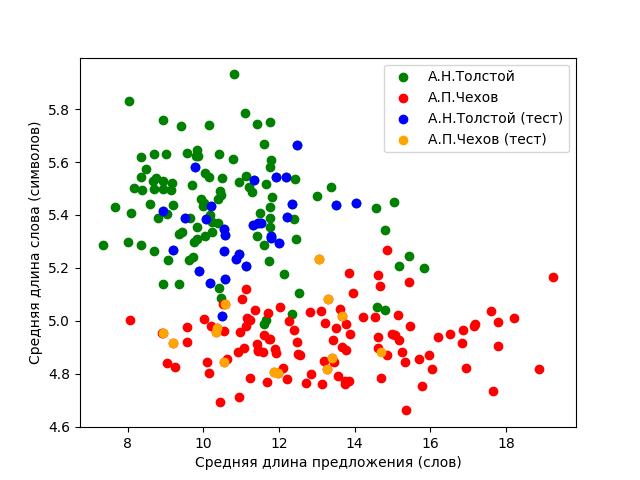 А.Н.Толстой
А.П.Чехов
А.Н.Толстой (тест)
А.П.Чехов (тест)
5.8
5.6
5.4
5.2
5.0
4.8
4.6
Средняя длина слова (символов)
8 10 12 14 16 18
Средняя длина предложения (слов)